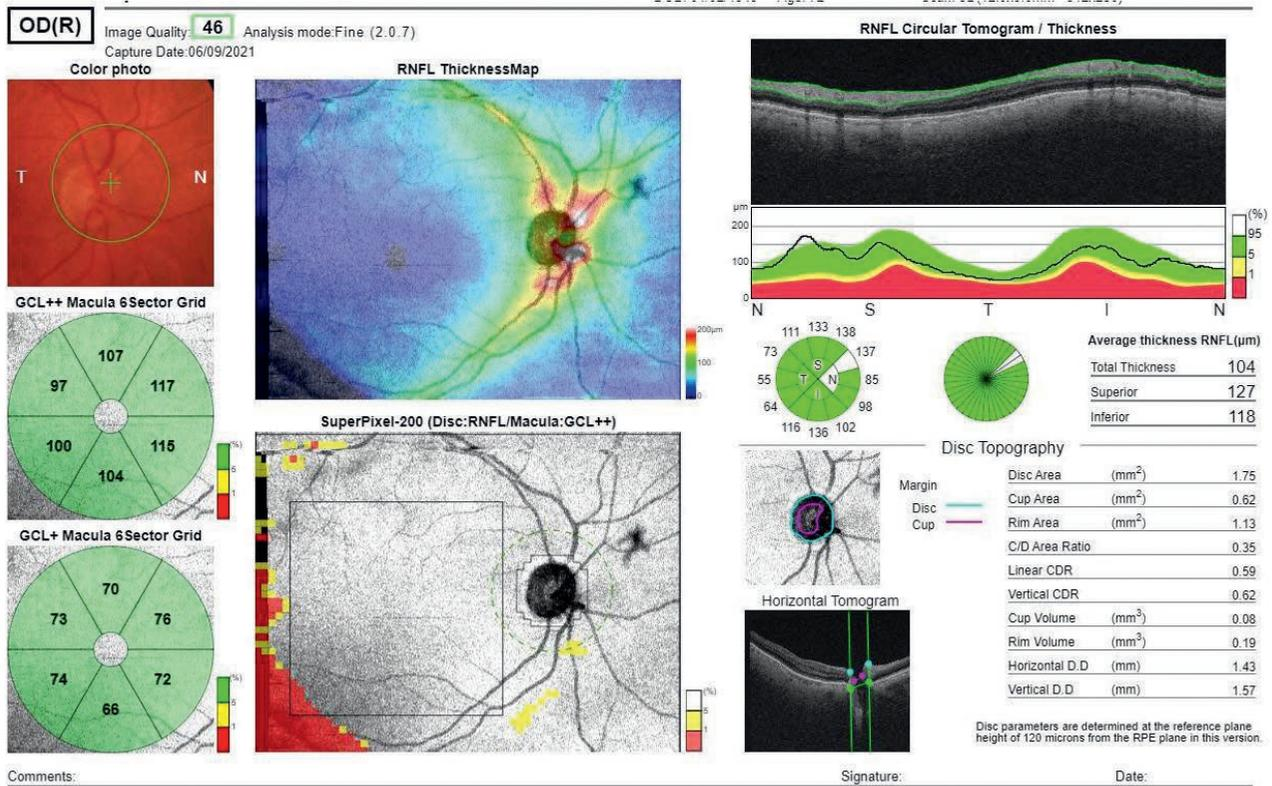 OD(R)
Image Quality: 46 Analysis mode:Fine (2.0.7)
Capture Date:06/09/2021
Color photo
T
N
GCL++ Macula 6Sector Grid
107
97
117
100
115
104
(%)
5
1
GCL+ Macula 6Sector Grid
70
73
76
74
72
66
(%)
5
1
RNFL ThicknessMap
200μm
100
0
SuperPixel-200 (Disc:RNFL/Macula:GCL++)
(%)
5
1
RNFL Circular Tomogram / Thickness
μm
200
100
0
N S T I N
(%)
95
5
1
111 133 138
73 137
55 85
64 98
116 136 102
S
T N
I
Average thickness RNFL(μm)
Total Thickness 104
Superior 127
Inferior 118
Disc Topography
Margin
Disc
Cup
Disc Area (mm²) 1.75
Cup Area (mm²) 0.62
Rim Area (mm²) 1.13
C/D Area Ratio 0.35
Linear CDR 0.59
Vertical CDR 0.62
Cup Volume (mm³) 0.08
Rim Volume (mm³) 0.19
Horizontal D.D (mm) 1.43
Vertical D.D (mm) 1.57
Horizontal Tomogram
Disc parameters are determined at the reference plane
height of 120 microns from the RPE plane in this version.
Comments: Signature: Date: